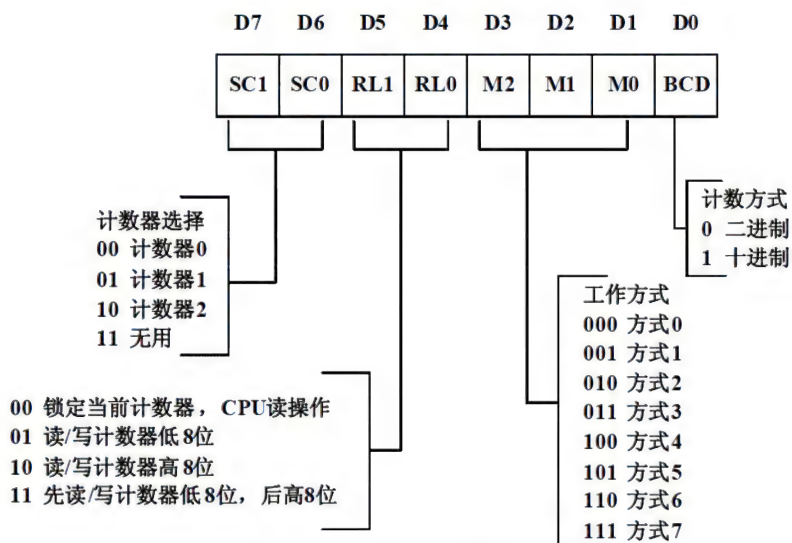 D7 D6 D5 D4 D3 D2 D1 D0
SC1 SC0 RL1 RL0 M2 M1 M0 BCD
计数方式
0 二进制
1 十进制
计数器选择
00 计数器0
01 计数器1
10 计数器2
11 无用
工作方式
000 方式0
001 方式1
010 方式2
011 方式3
100 方式4
101 方式5
110 方式6
111 方式7
00 锁定当前计数器，CPU读操作
01 读/写计数器低8位
10 读/写计数器高8位
11 先读/写计数器低8位，后高8位